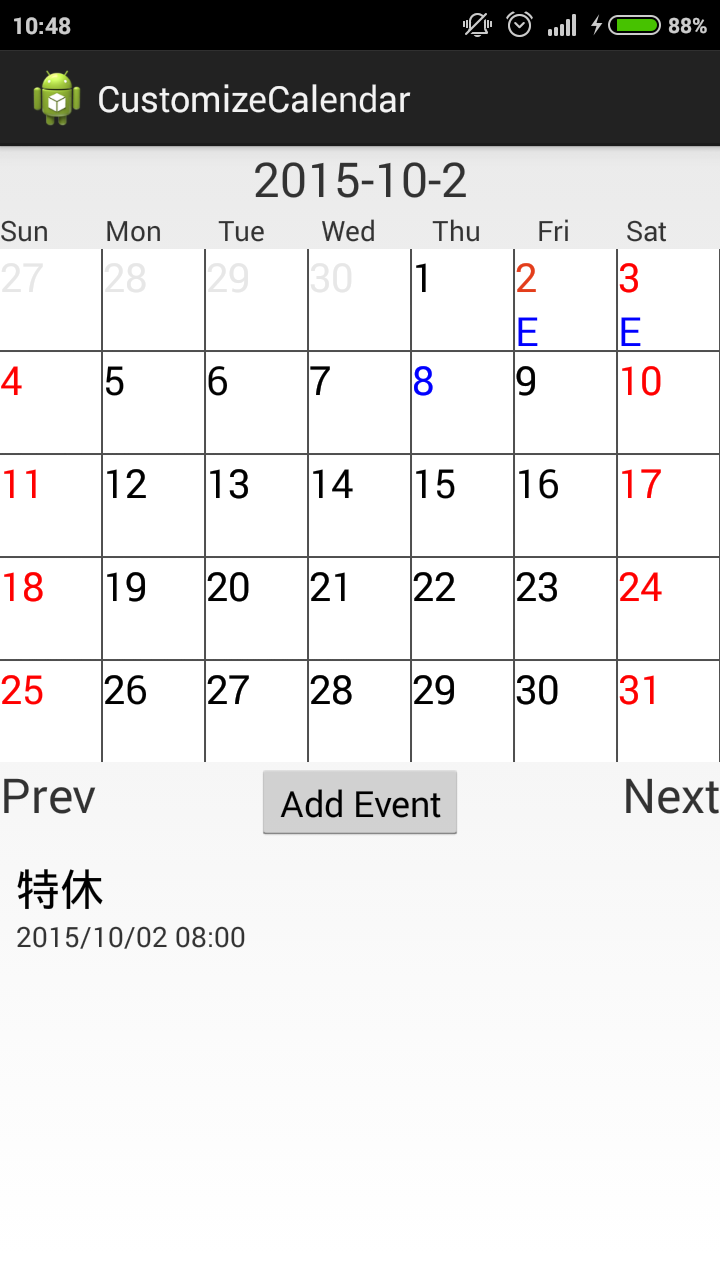 10:48 88%
CustomizeCalendar
2015-10-2
Sun Mon Tue Wed Thu Fri Sat
27 28 29 30 1 2 3
E E
4 5 6 7 8 9 10
11 12 13 14 15 16 17
18 19 20 21 22 23 24
25 26 27 28 29 30 31
Prev Add Event Next
特休
2015/10/02 08:00